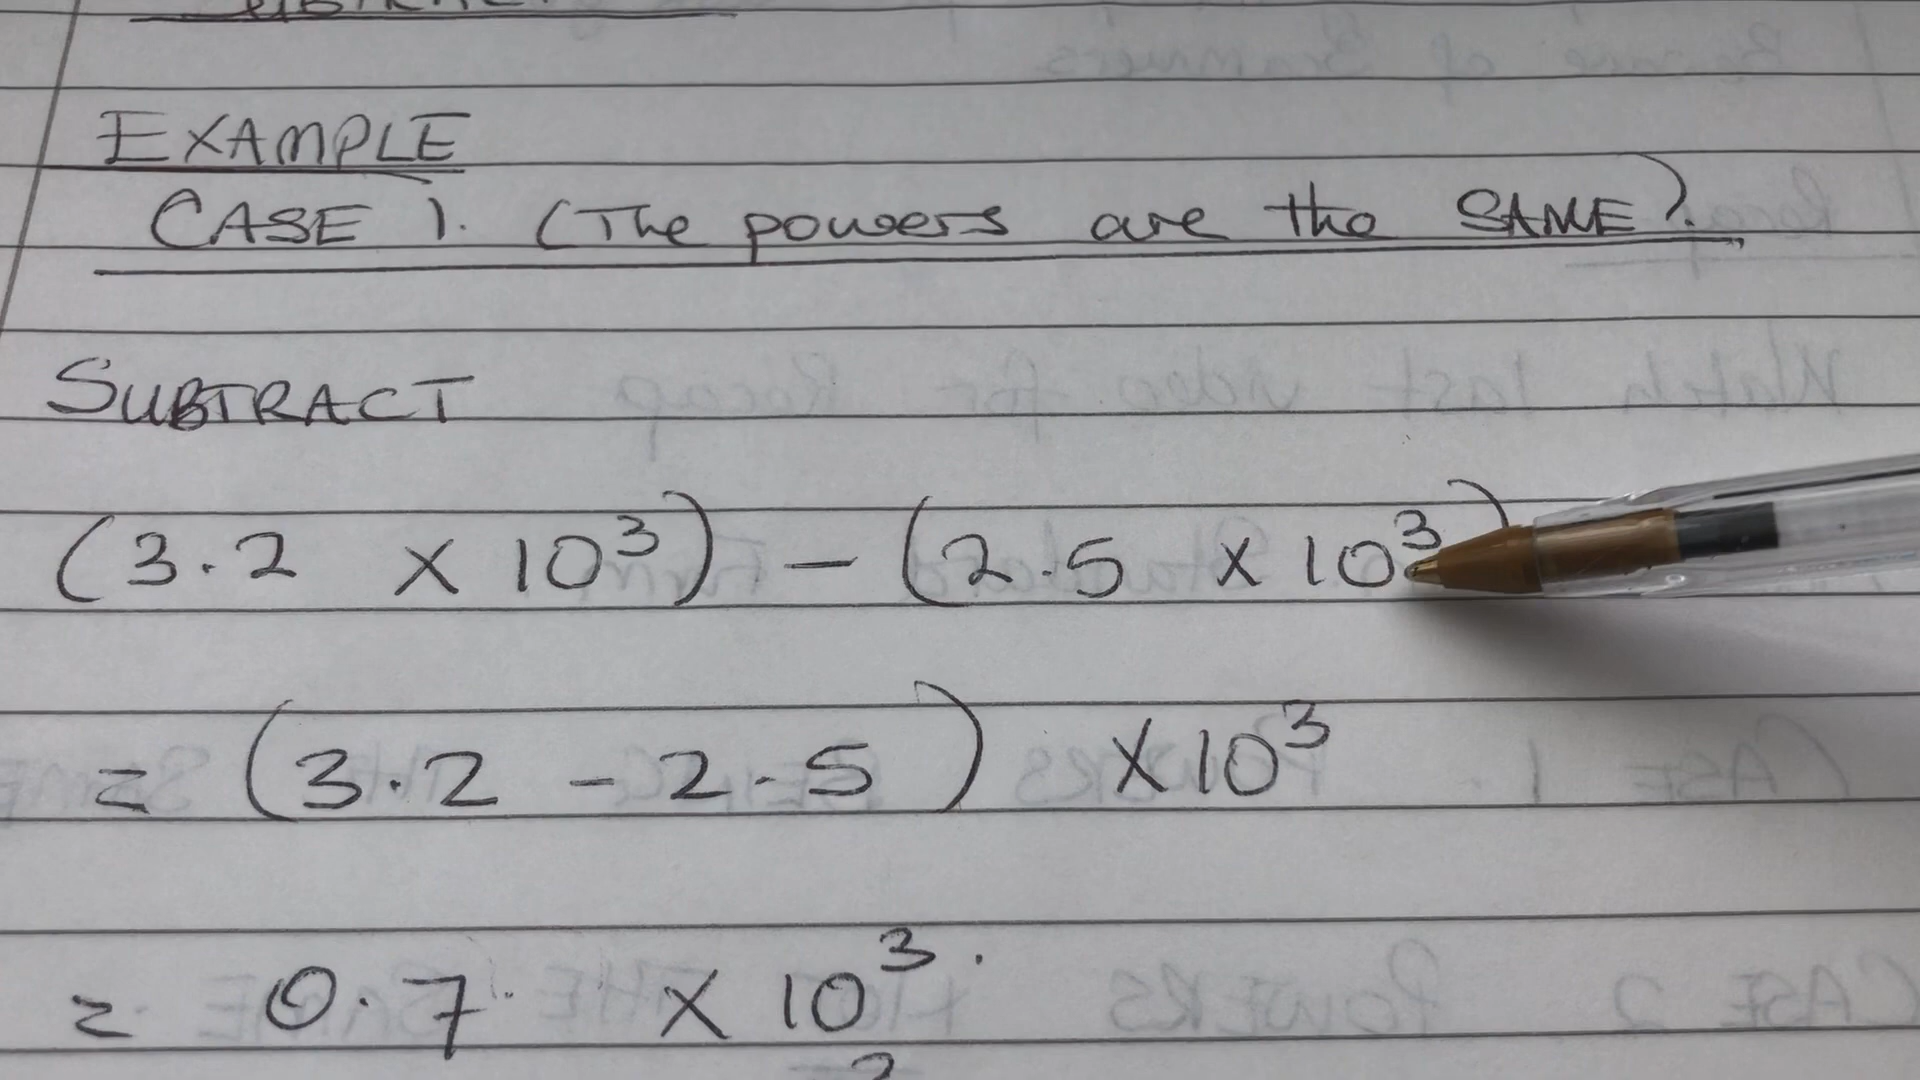 EXAMPLE
CASE 1. (The powers are the SAME).
SUBTRACT
(3.2 × 10³) – (2.5 × 10³)
= (3.2 – 2.5) ×10³
= 0.7 × 10³.